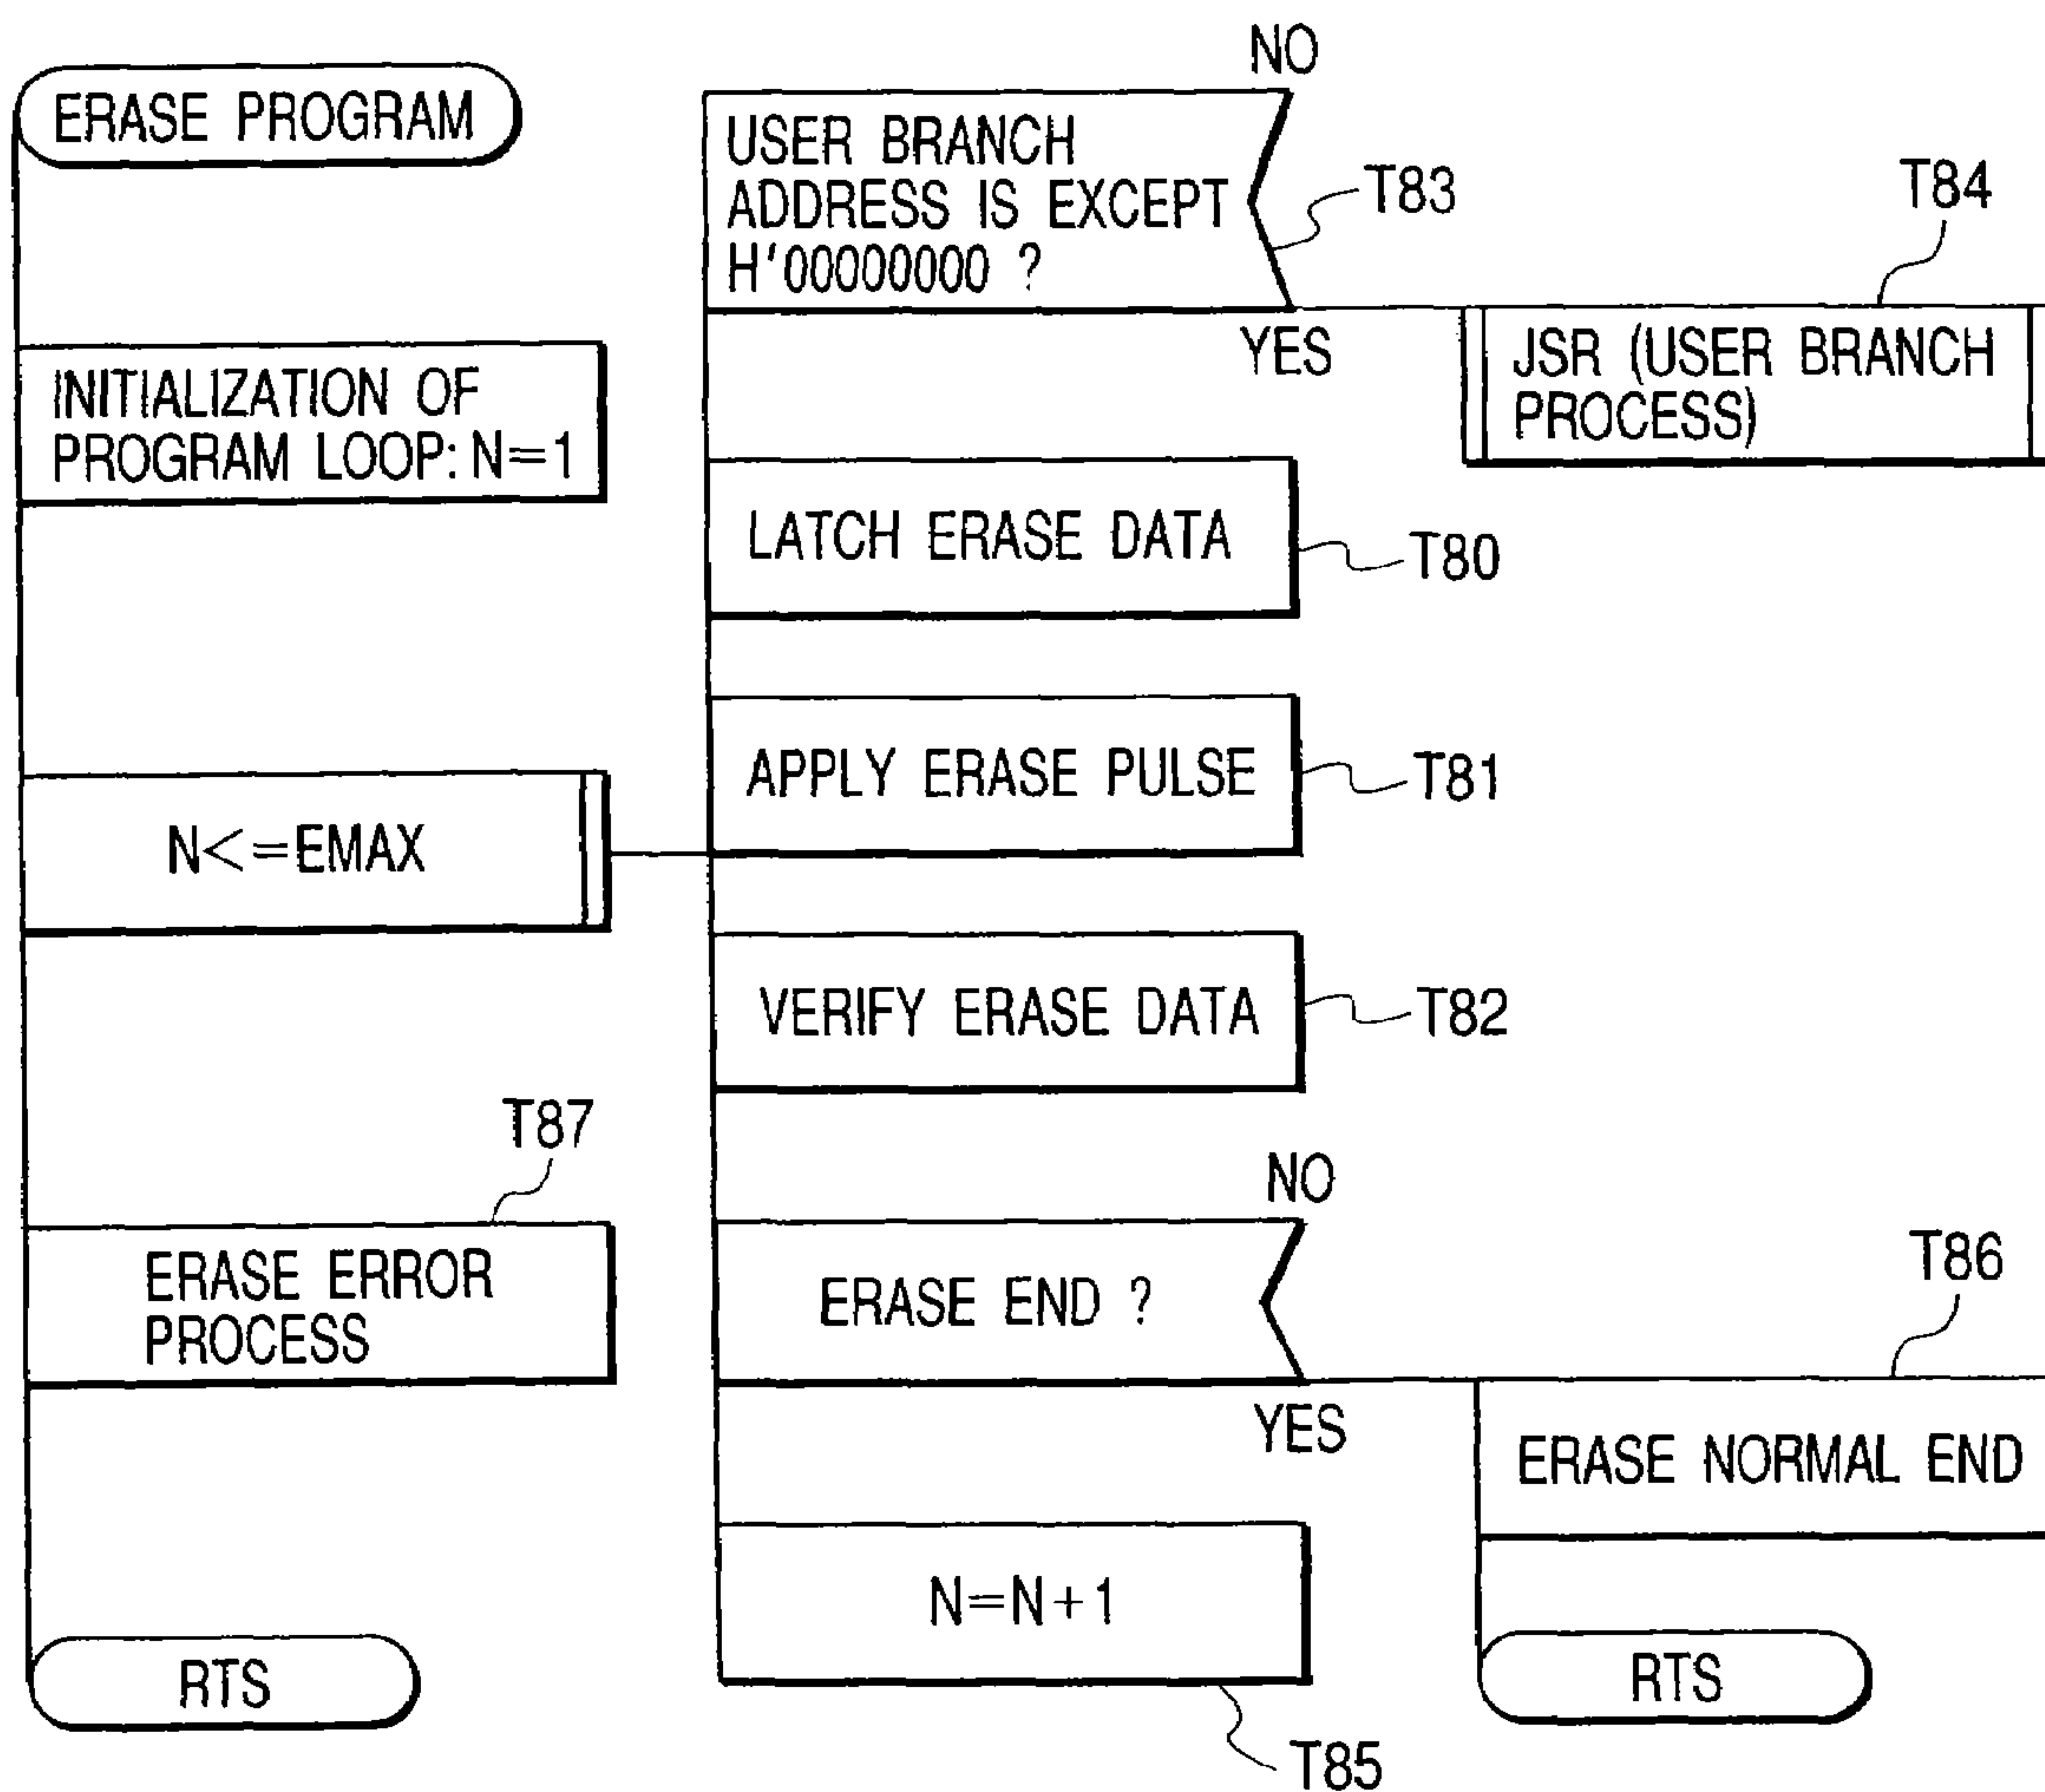 ERASE PROGRAM
INITIALIZATION OF
PROGRAM LOOP: N=1
N<=EMAX
T87
ERASE ERROR
PROCESS
RTS
NO
USER BRANCH
ADDRESS IS EXCEPT
H'00000000 ?
T83
YES
T84
JSR (USER BRANCH
PROCESS)
LATCH ERASE DATA
T80
APPLY ERASE PULSE
T81
VERIFY ERASE DATA
T82
NO
ERASE END ?
YES
T86
ERASE NORMAL END
RTS
N=N+1
T85